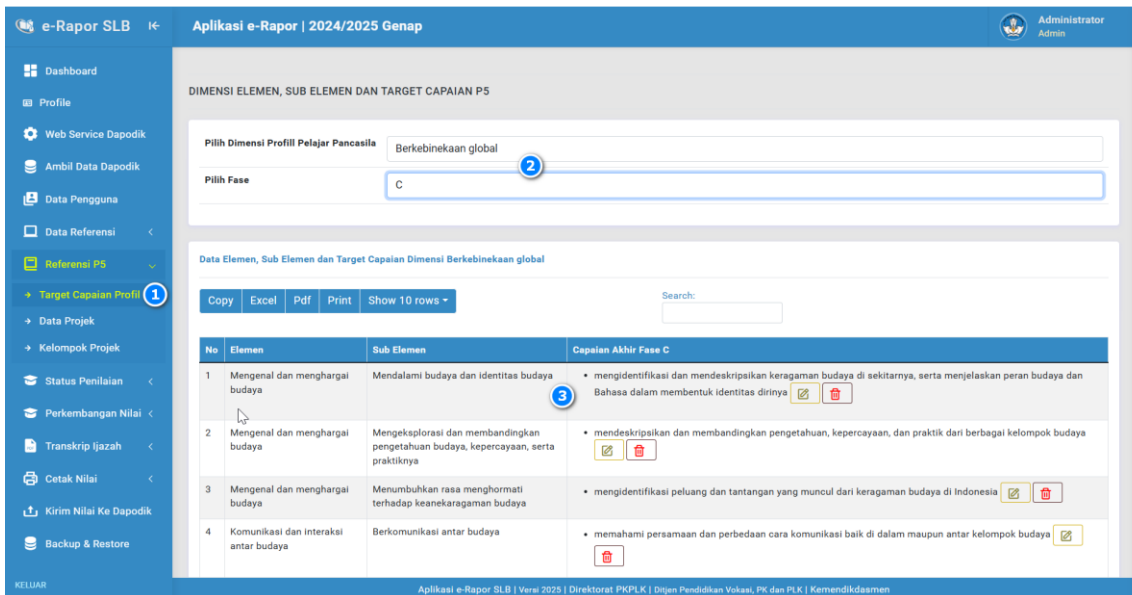 e-Rapor SLB
Aplikasi e-Rapor | 2024/2025 Genap
Administrator
Admin
Dashboard
Profile
Web Service Dapodik
Ambil Data Dapodik
Data Pengguna
Data Referensi
Referensi P5
Target Capaian Profil
1
Data Projek
Kelompok Projek
Status Penilaian
Perkembangan Nilai
Transkrip Ijazah
Cetak Nilai
Kirim Nilai Ke Dapodik
Backup & Restore
KELUAR
DIMENSI ELEMEN, SUB ELEMEN DAN TARGET CAPAIAN P5
Pilih Dimensi Profill Pelajar Pancasila
Berkebinekaan global
2
Pilih Fase
C
Data Elemen, Sub Elemen dan Target Capaian Dimensi Berkebinekaan global
Copy Excel Pdf Print Show 10 rows
Search:
No Elemen Sub Elemen Capaian Akhir Fase C
1 Mengenal dan menghargai budaya
Mendalami budaya dan identitas budaya
• mengidentifikasi dan mendeskripsikan keragaman budaya di sekitarnya, serta menjelaskan peran budaya dan
Bahasa dalam membentuk identitas dirinya
3
2 Mengenal dan menghargai budaya
Mengeksplorasi dan membandingkan
pengetahuan budaya, kepercayaan, serta
praktiknya
• mendeskripsikan dan membandingkan pengetahuan, kepercayaan, dan praktik dari berbagai kelompok budaya
3 Mengenal dan menghargai budaya
Menumbuhkan rasa menghormati
terhadap keanekaragaman budaya
• mengidentifikasi peluang dan tantangan yang muncul dari keragaman budaya di Indonesia
4 Komunikasi dan interaksi antar budaya
Berkomunikasi antar budaya
• memahami persamaan dan perbedaan cara komunikasi baik di dalam maupun antar kelompok budaya
Aplikasi e-Rapor SLB | Versi 2025 | Direktorat PKPLK | Ditjen Pendidikan Vokasi, PK dan PLK | Kemendikdasmen